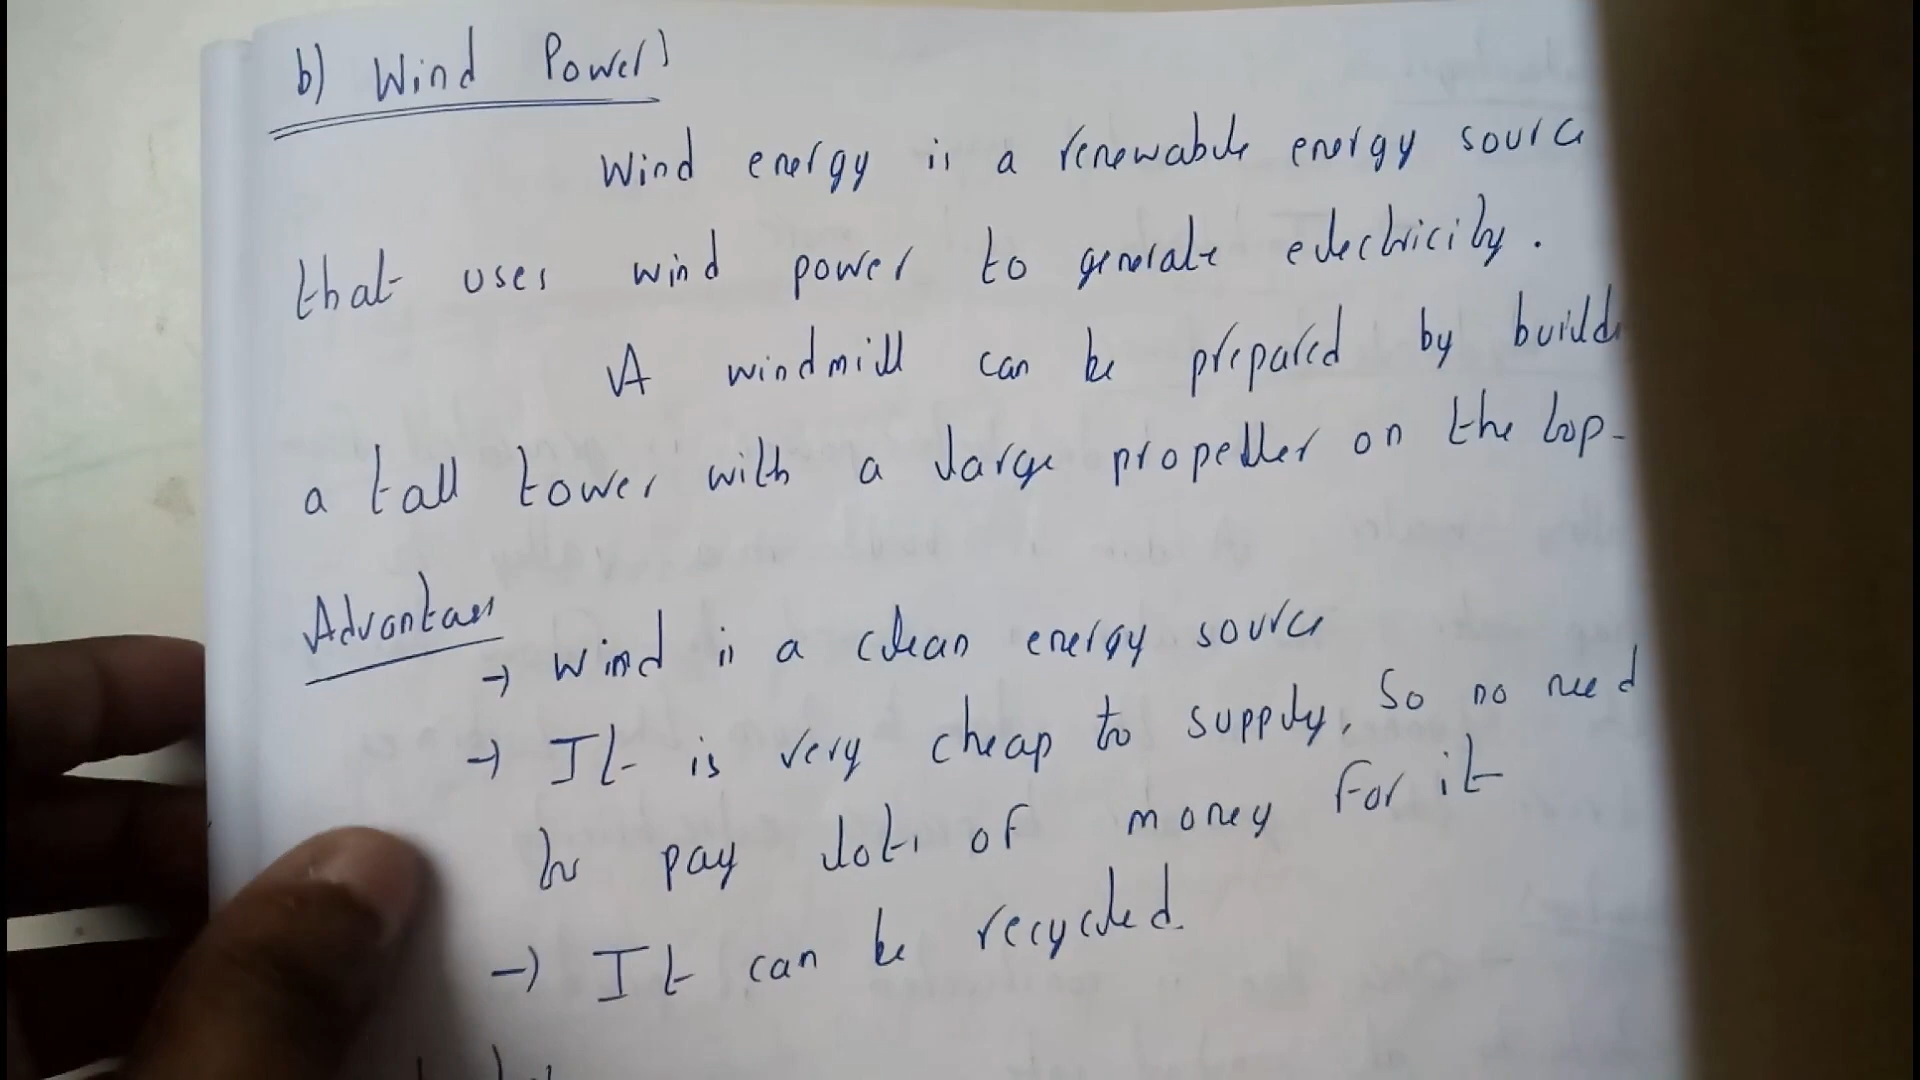 b) Wind Power)
Wind energy is a renewable energy source
that uses wind power to generate electricity.
A windmill can be prepared by build
a tall tower with a large propeller on the top-
Advantaes
→ wind is a clean energy source
→ It is very cheap to supply, So no need
to pay lots of money for it
→ It can be recycled.